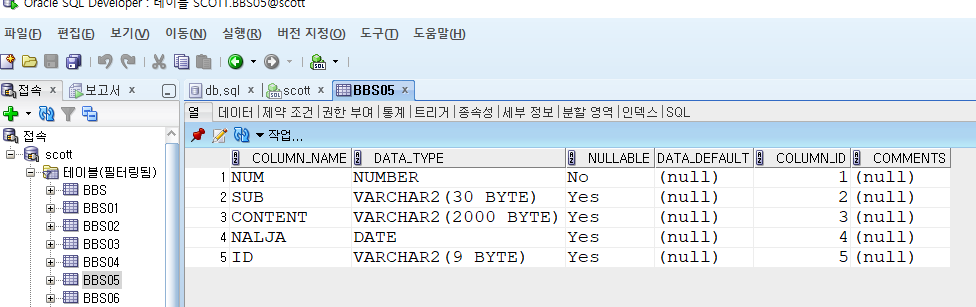 Oracle SQL Developer : 테이블 SCOTT.BBS05@scott
파일(F) 편집(E) 보기(V) 이동(N) 실행(R) 버전 지정(O) 도구(T) 도움말(H)
SQL
접속 × 보고서 × db.sql × scott × BBS05 ×
열 데이터 |제약 조건 |권한 부여 |통계 |트리거 |종속성 |세부 정보 |분할 영역 |인덱스 |SQL
작업...
접속
scott
테이블(필터링됨)
BBS
BBS01
BBS02
BBS03
BBS04
BBS05
BBS06
COLUMN_NAME DATA_TYPE NULLABLE DATA_DEFAULT COLUMN_ID COMMENTS
1 NUM NUMBER No (null) 1 (null)
2 SUB VARCHAR2(30 BYTE) Yes (null) 2 (null)
3 CONTENT VARCHAR2(2000 BYTE) Yes (null) 3 (null)
4 NALJA DATE Yes (null) 4 (null)
5 ID VARCHAR2(9 BYTE) Yes (null) 5 (null)